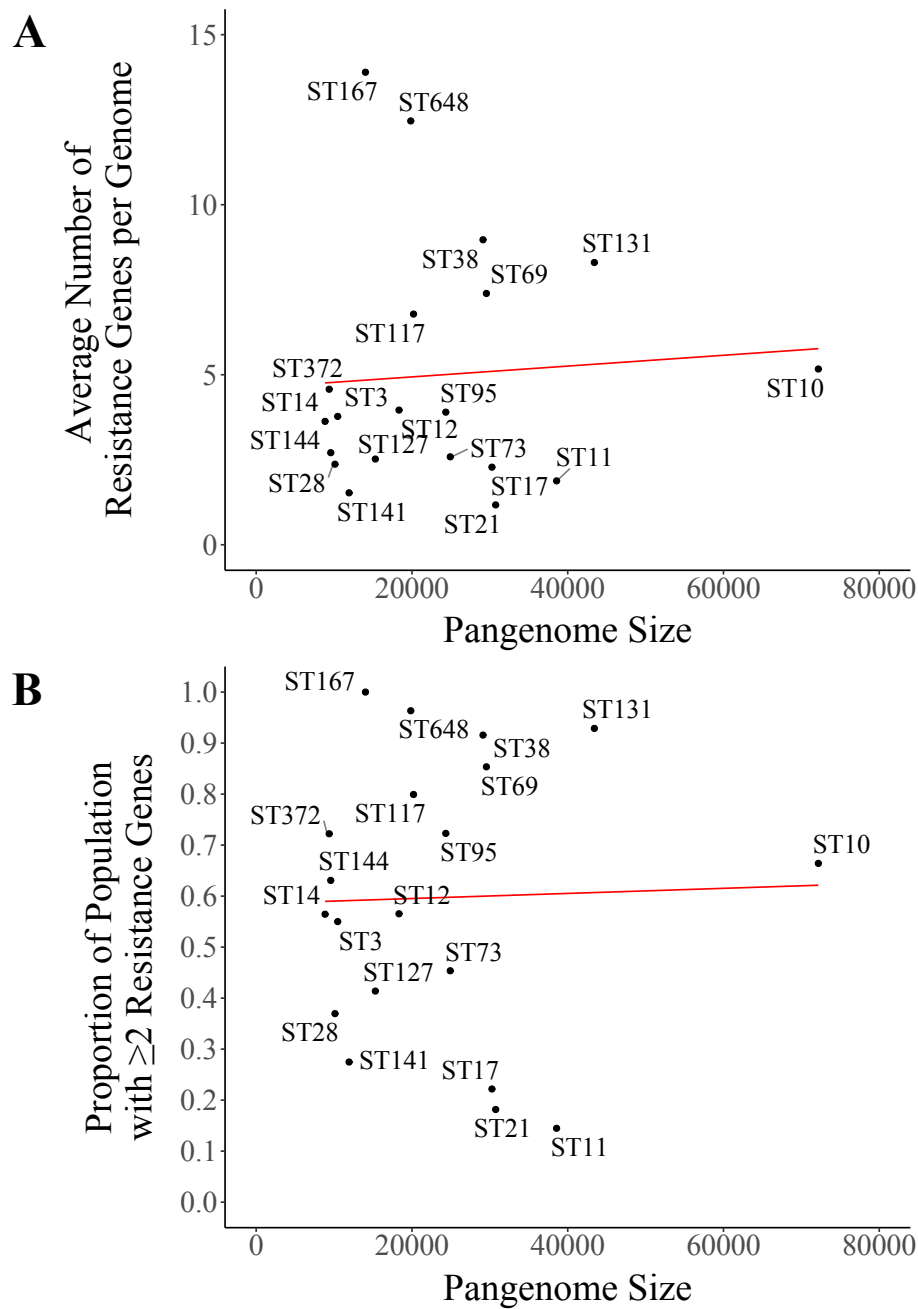 A
Average Number of
Resistance Genes per Genome
15
10
5
0
ST167
ST648
ST38
ST131
ST69
ST117
ST372
ST10
ST14
ST3
ST95
ST12
ST144
ST127
ST73
ST11
ST28
ST17
ST141
ST21
0 20000 40000 60000 80000
Pangenome Size
B
Proportion of Population
with ≥2 Resistance Genes
1.0
0.9
0.8
0.7
0.6
0.5
0.4
0.3
0.2
0.1
0.0
ST167
ST131
ST648
ST38
ST69
ST117
ST372
ST95
ST10
ST144
ST14
ST12
ST3
ST73
ST127
ST28
ST141
ST17
ST21
ST11
0 20000 40000 60000 80000
Pangenome Size